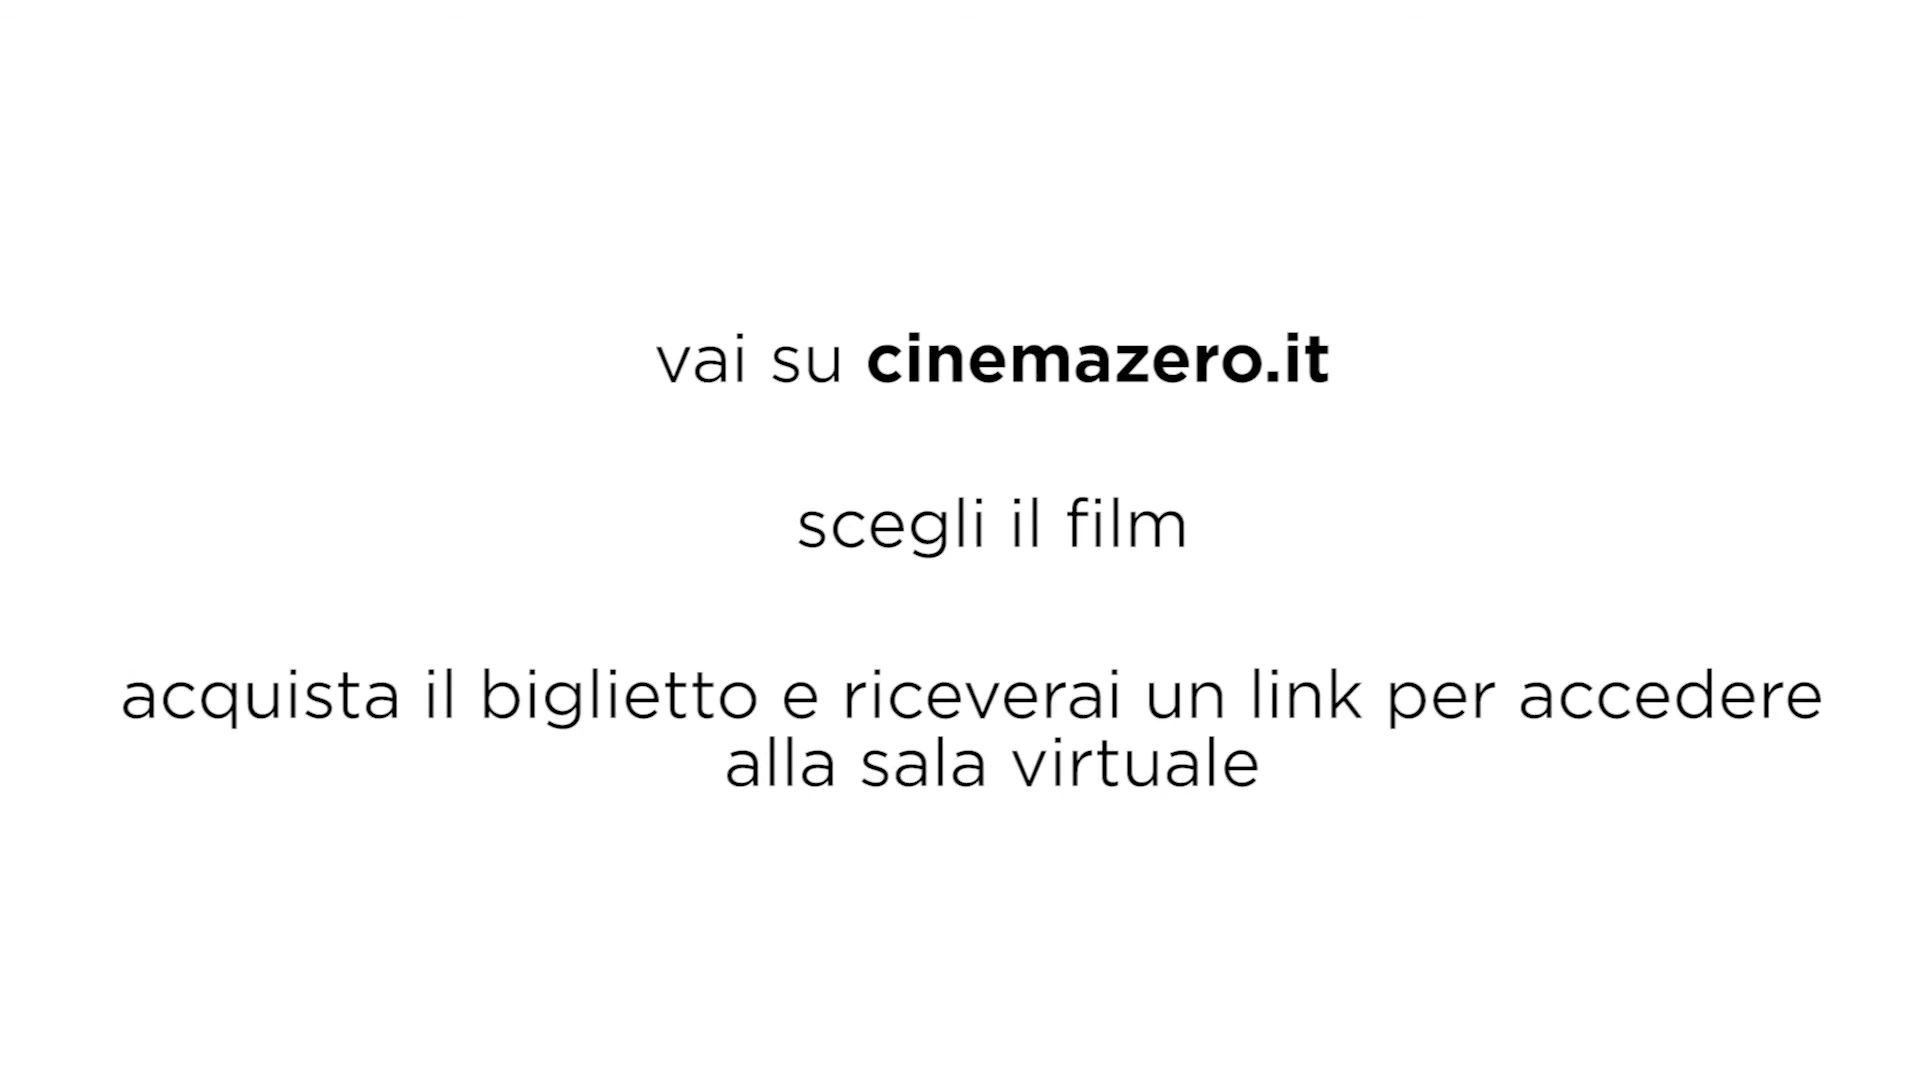 vai su cinemazero.it
scegli il film
acquista il biglietto e riceverai un link per accedere
alla sala virtuale